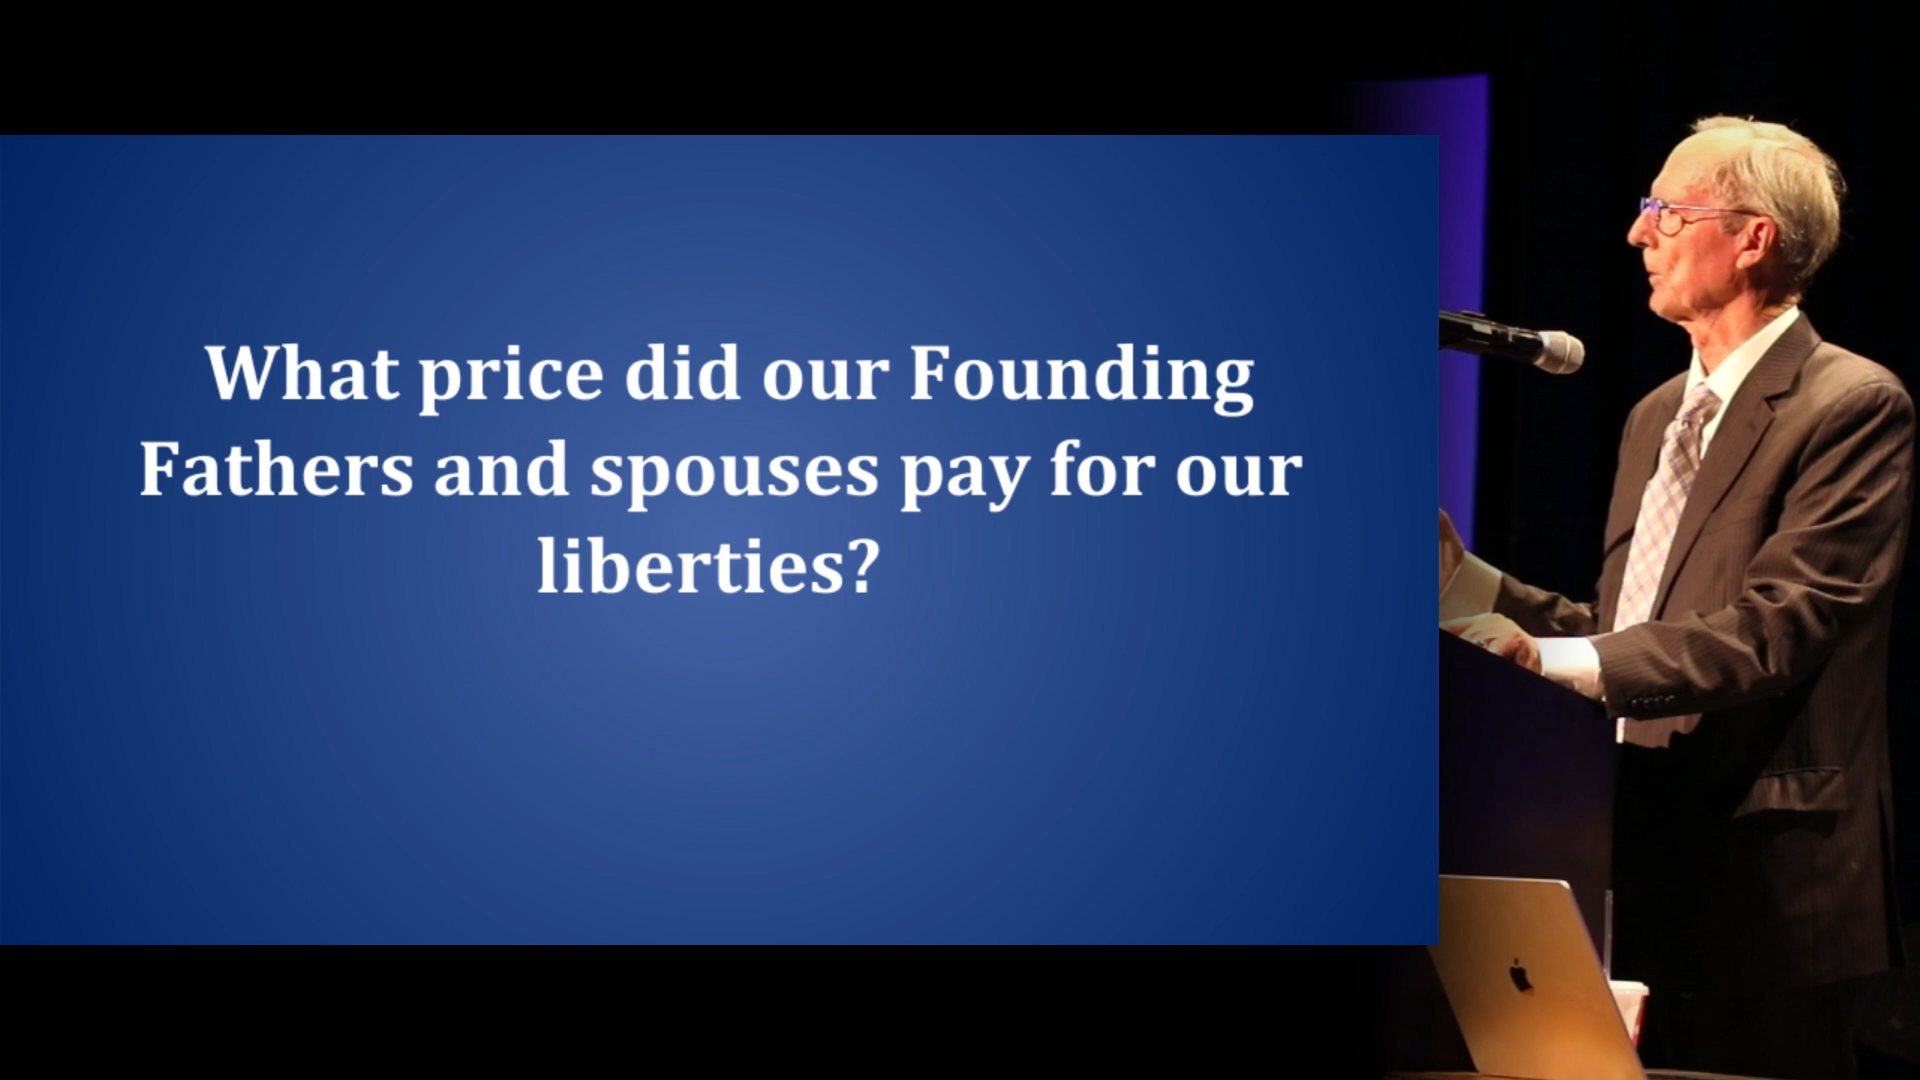 What price did our Founding
Fathers and spouses pay for our
liberties?